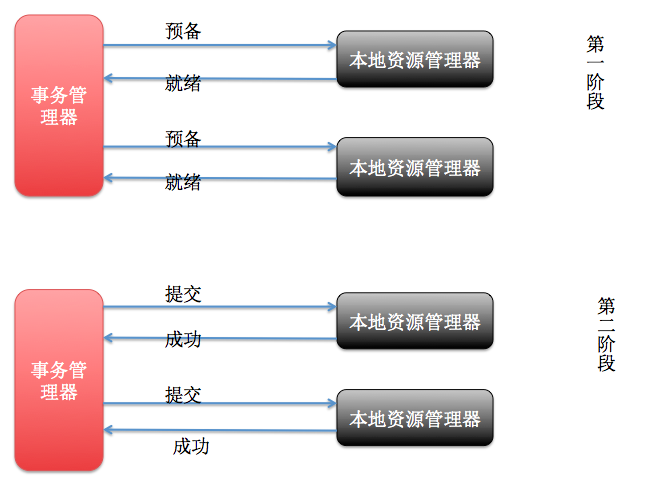 预备
本地资源管理器
就绪
事务管
理器
预备
本地资源管理器
就绪
第一阶段
提交
本地资源管理器
成功
事务管
理器
提交
本地资源管理器
成功
第二阶段